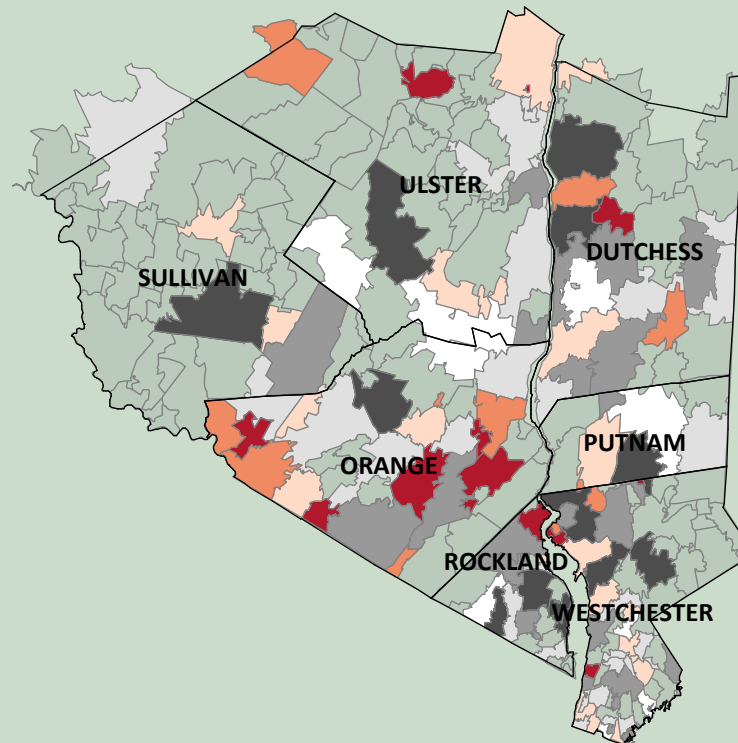 ULSTER
DUTCHESS
SULLIVAN
PUTNAM
ORANGE
ROCKLAND
WESTCHESTER